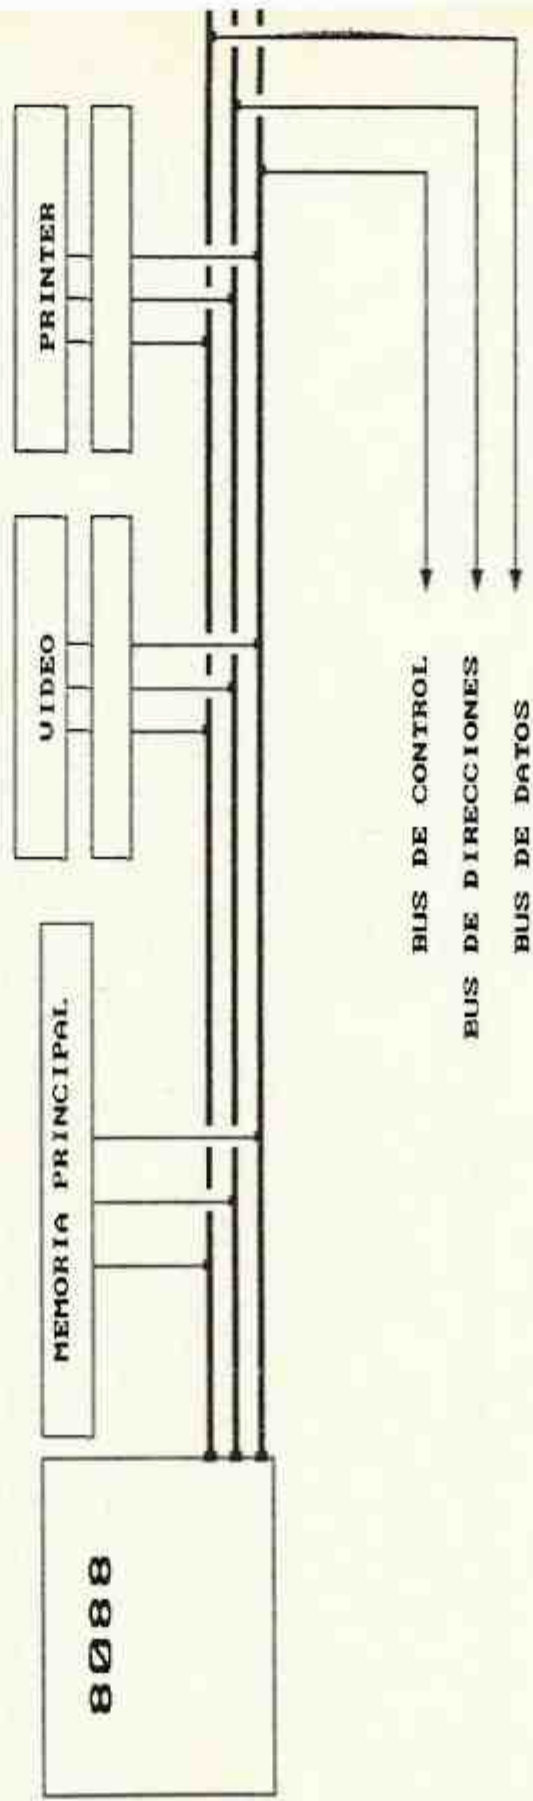 8088
MEMORIA PRINCIPAL
VIDEO
PRINTER
BUS DE CONTROL
BUS DE DIRECCIONES
BUS DE DATOS